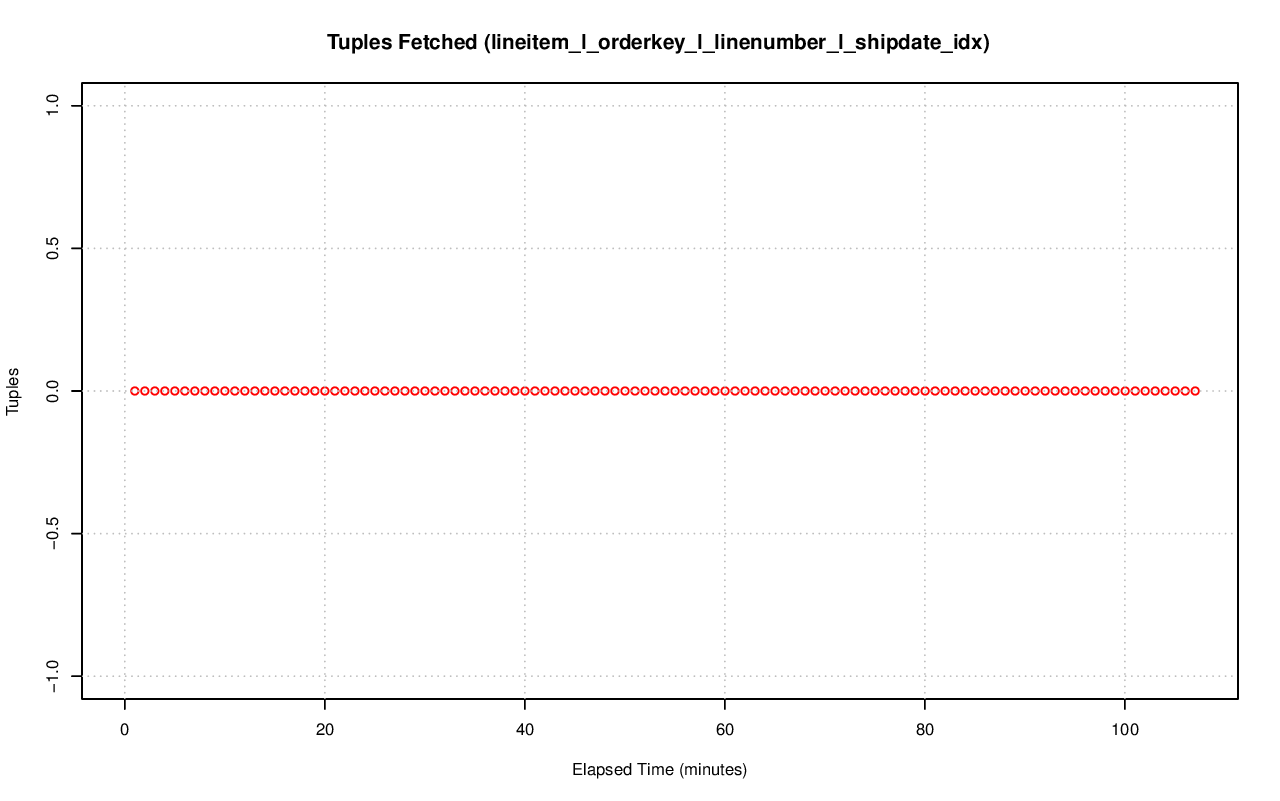 Tuples Fetched (lineitem_l_orderkey_l_linenumber_l_shipdate_idx)
Tuples
1.0
0.5
0.0
−0.5
−1.0
0 20 40 60 80 100
Elapsed Time (minutes)